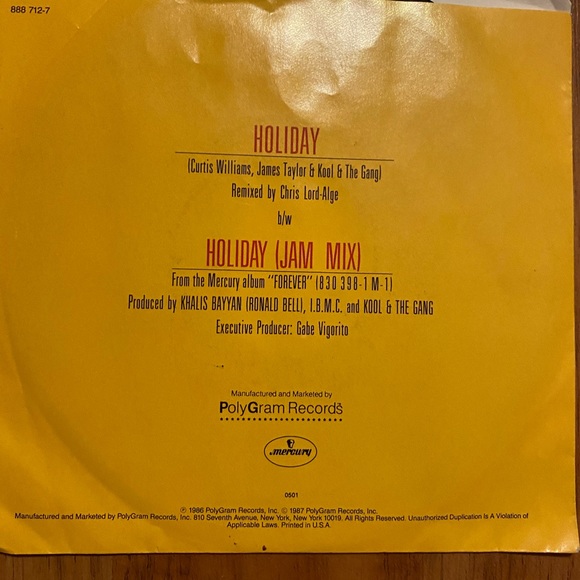 888 712-7
HOLIDAY
(Curtis Williams, James Taylor & Kool & The Gang)
Remixed by Chris Lord-Alge
b/w
HOLIDAY (JAM MIX)
From the Mercury album "FOREVER" (830 398-1 M-1)
Produced by KHALIS BAYYAN (RONALD BELL), I.B.M.C. and KOOL & THE GANG
Executive Producer: Gabe Vigorito
Manufactured and Marketed by
PolyGram Records
mercury
0501
℗ 1986 PolyGram Records, Inc. © 1987 PolyGram Records, Inc.
Manufactured and Marketed by PolyGram Records, Inc. 810 Seventh Avenue, New York, New York 10019. All Rights Reserved. Unauthorized Duplication Is A Violation of
Applicable Laws. Printed in U.S.A.